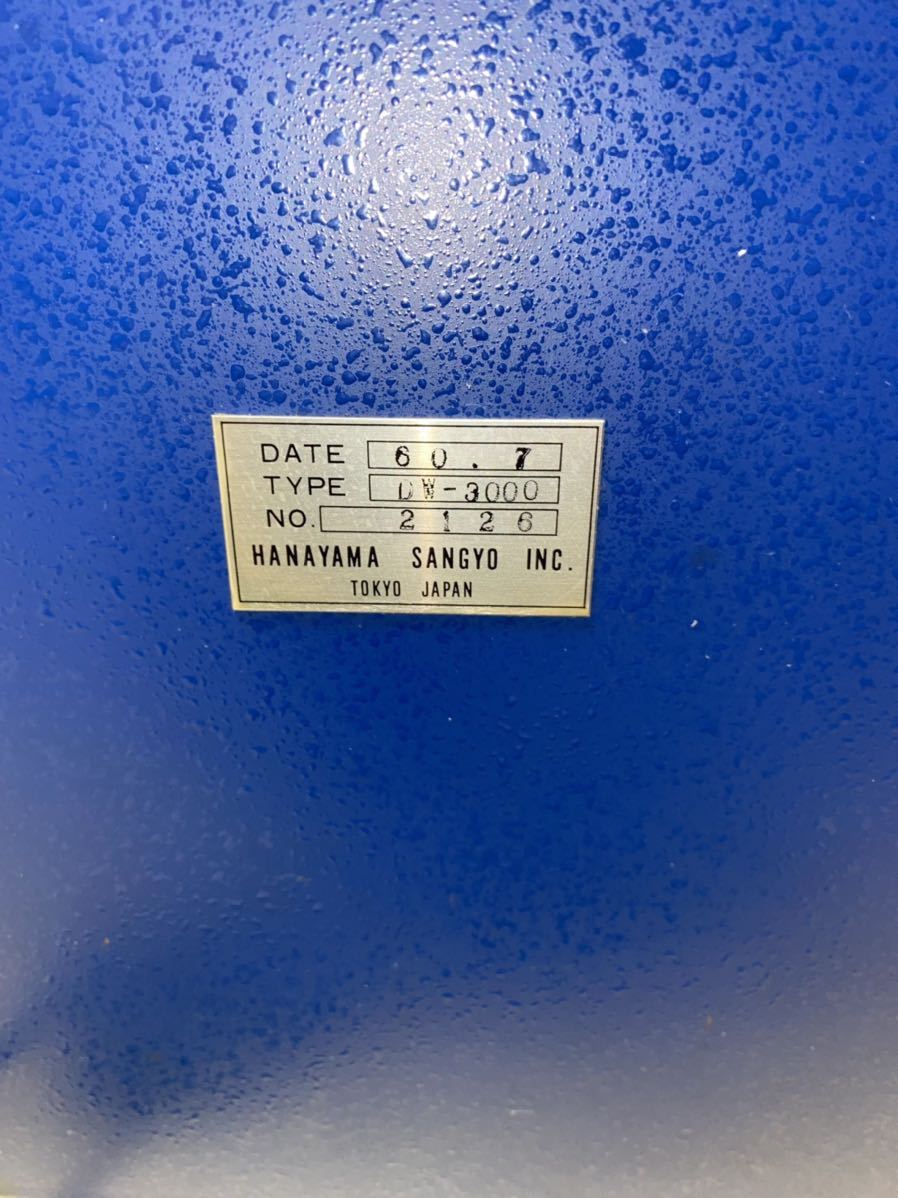 DATE 60.7
TYPE DW-3000
NO. 2126
HANAYAMA SANGYO INC.
TOKYO JAPAN